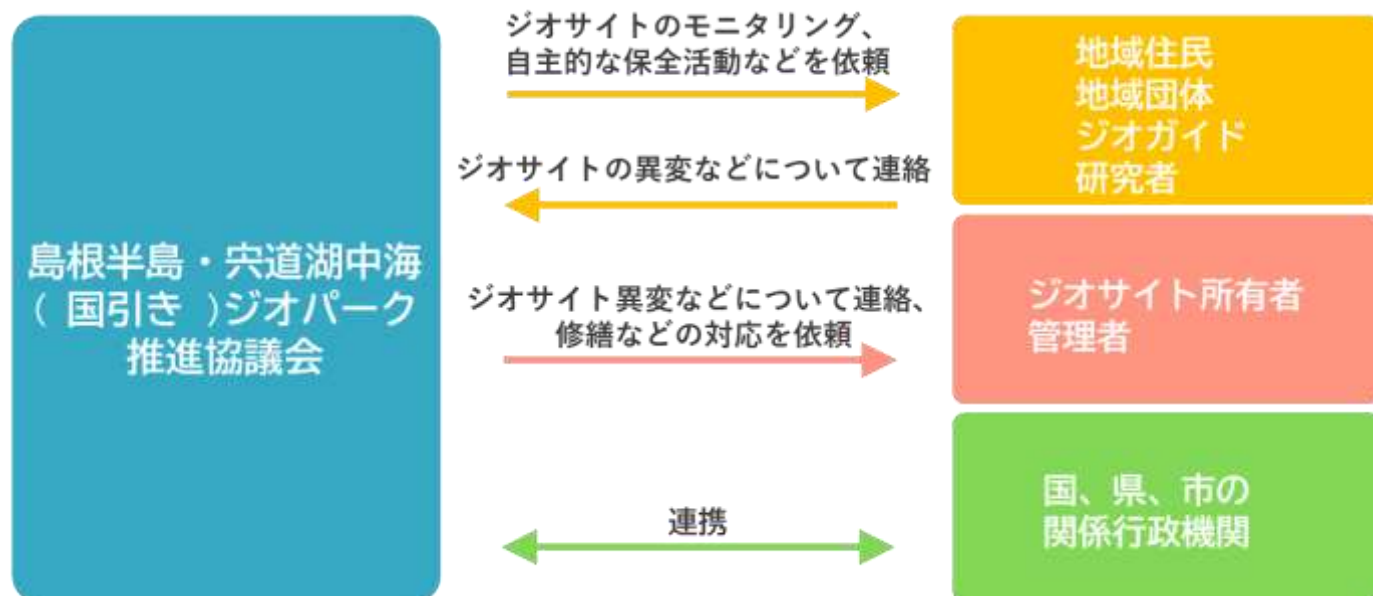 島根半島・宍道湖中海
( 国引き )ジオパーク
推進協議会
ジオサイトのモニタリング、
自主的な保全活動などを依頼
ジオサイトの異変などについて連絡
ジオサイト異変などについて連絡、
修繕などの対応を依頼
連携
地域住民
地域団体
ジオガイド
研究者
ジオサイト所有者
管理者
国、県、市の
関係行政機関